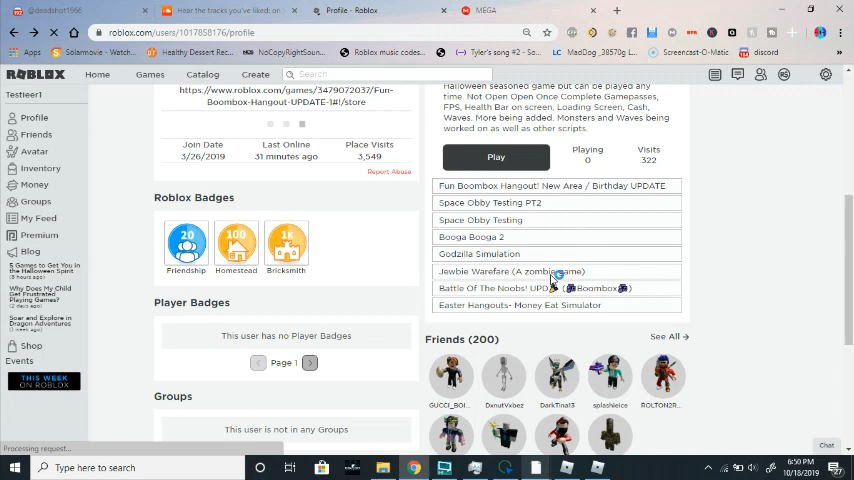 @deadshot1966
Hear the tracks you've liked: on S
Profile - Roblox
MEGA
roblox.com/users/1017858176/profile
Apps
Solarmovie - Watch...
Healthy Dessert Rec...
NoCopyrightSound...
Roblox music codes...
Tyler's song #2 - So...
MadDog_38570g L...
Screencast-O-Matic
discord
ROBLOX
Home
Games
Catalog
Create
Search
Testieer1
Profile
Friends
Avatar
Inventory
Money
Groups
My Feed
Premium
Blog
5 Games to Get You in
the Halloween Spirit
(8 hours ago)
Why Does My Child
Get Frustrated
Playing Games?
(2 days ago)
Soar and Explore in
Dragon Adventures
(1 week ago)
Shop
Events
THIS WEEK
ON ROBLOX
https://www.roblox.com/games/3479072037/Fun-
Boombox-Hangout-UPDATE-1#!/store
Join Date
3/26/2019
Last Online
31 minutes ago
Place Visits
3,549
Report Abuse
Roblox Badges
20
100
1K
Friendship
Homestead
Bricksmith
Player Badges
This user has no Player Badges
Page 1
Groups
This user is not in any Groups
Halloween seasoned game but can be played any
time. Not Open Open Once Complete Gamepasses,
FPS, Health Bar on screen, Loading Screen, Cash,
Waves. More being added. Monsters and Waves being
worked on as well as other scripts.
Play
Playing
0
Visits
322
Fun Boombox Hangout! New Area / Birthday UPDATE
Space Obby Testing PT2
Space Obby Testing
Booga Booga 2
Godzilla Simulation
Jewbie Warefare (A zombie game)
Battle Of The Noobs! UPD🎉 (🎆Boombox🎆)
Easter Hangouts- Money Eat Simulator
Friends (200)
See All
GUCCI_BOI...
DxnutVxbez
DarkTina13
splashieice
ROLTON2R...
Chat
Processing request...
Type here to search
6:50 PM
10/18/2019
27